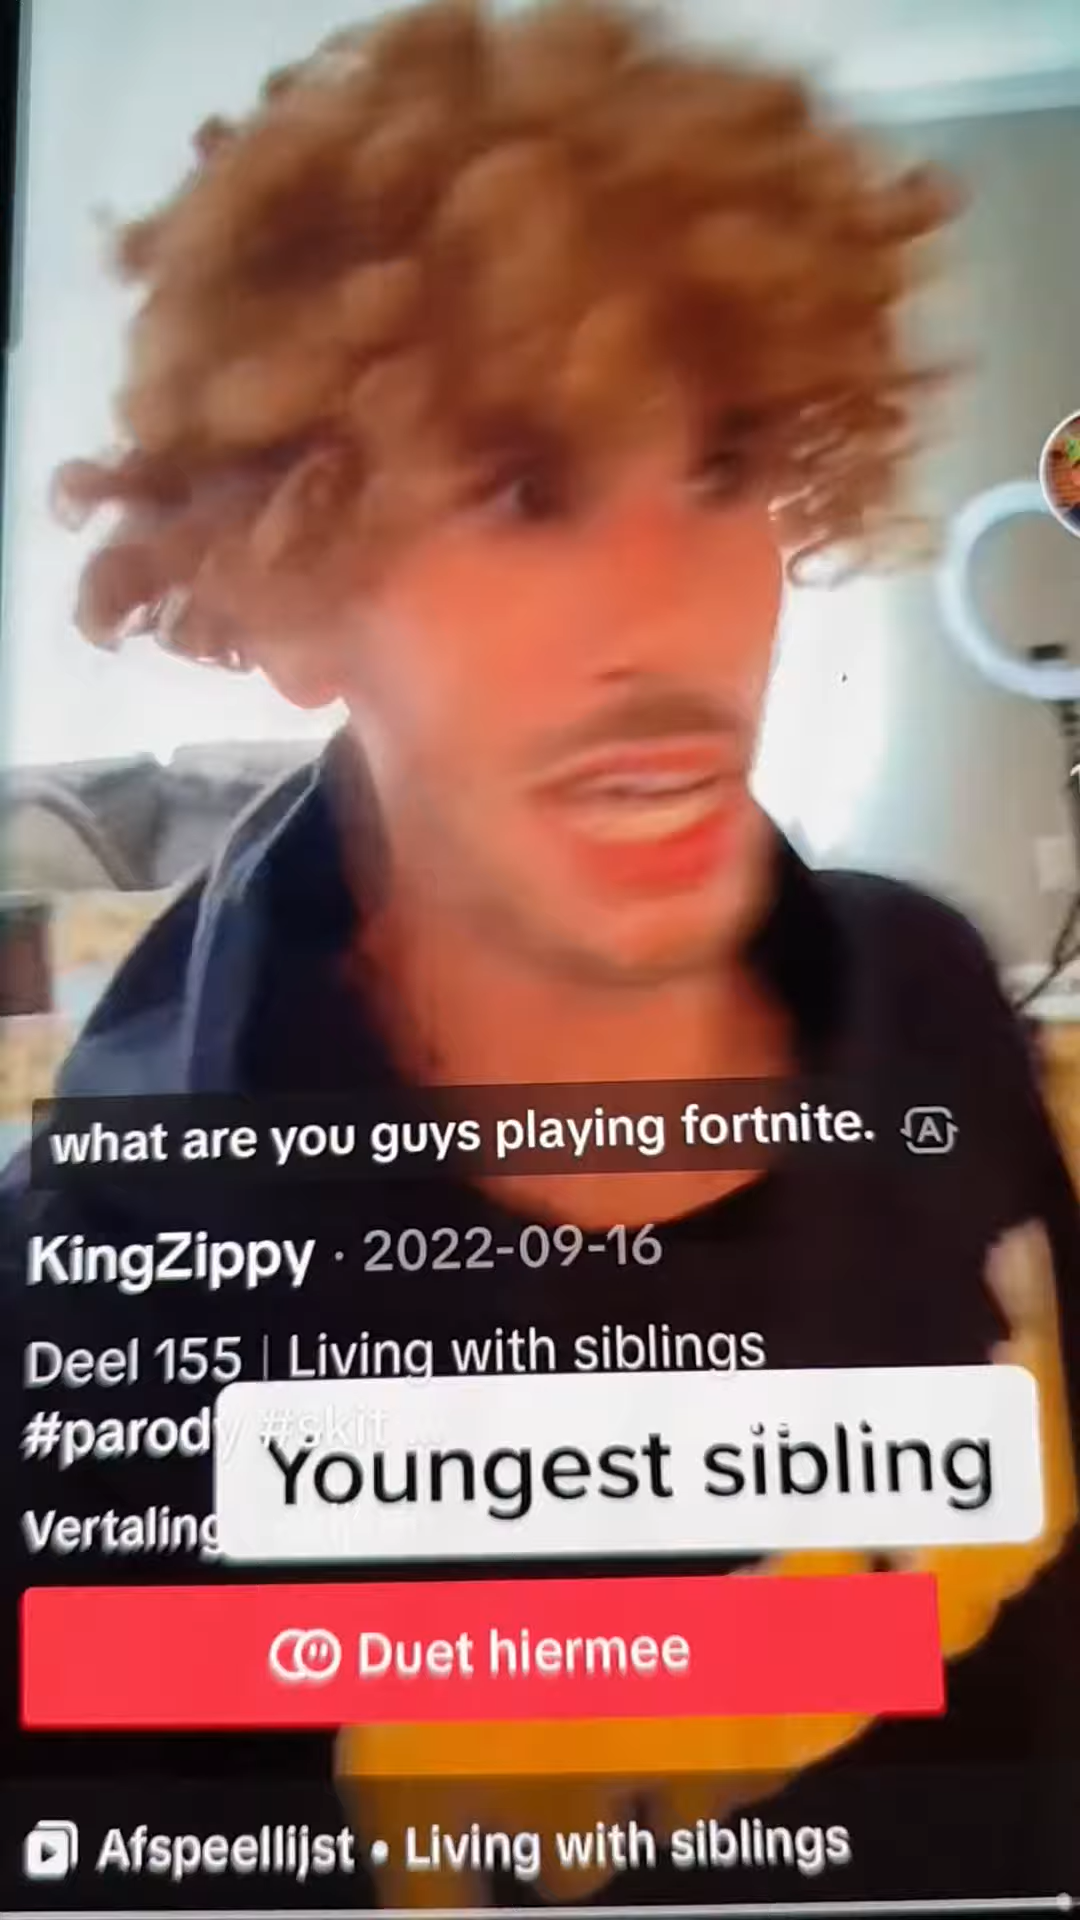 what are you guys playing fortnite.
KingZippy · 2022-09-16
Deel 155 | Living with siblings
#parody #skit ...
Youngest sibling
Vertaling
Duet hiermee
Afspeellijst • Living with siblings